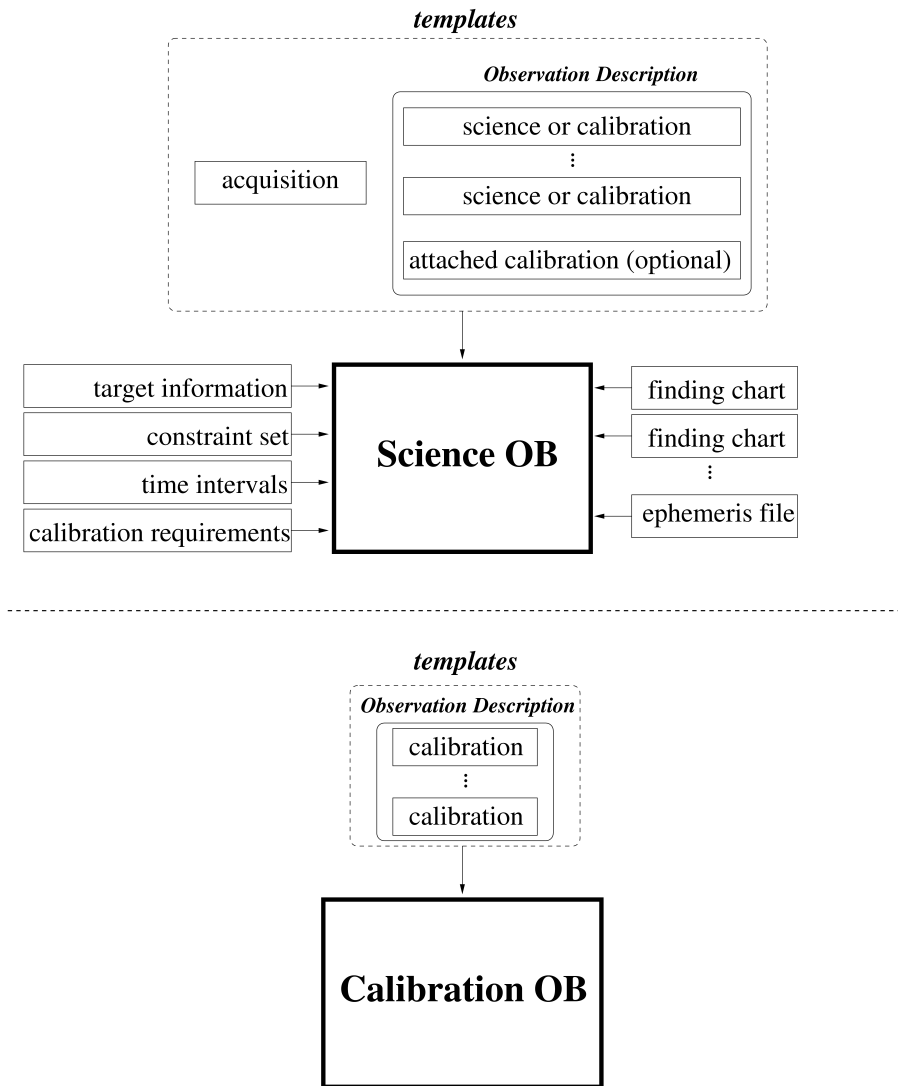 templates
Observation Description
science or calibration
⋮
science or calibration
acquisition
attached calibration (optional)
target information
constraint set
time intervals
calibration requirements
Science OB
finding chart
finding chart
⋮
ephemeris file
templates
Observation Description
calibration
⋮
calibration
Calibration OB